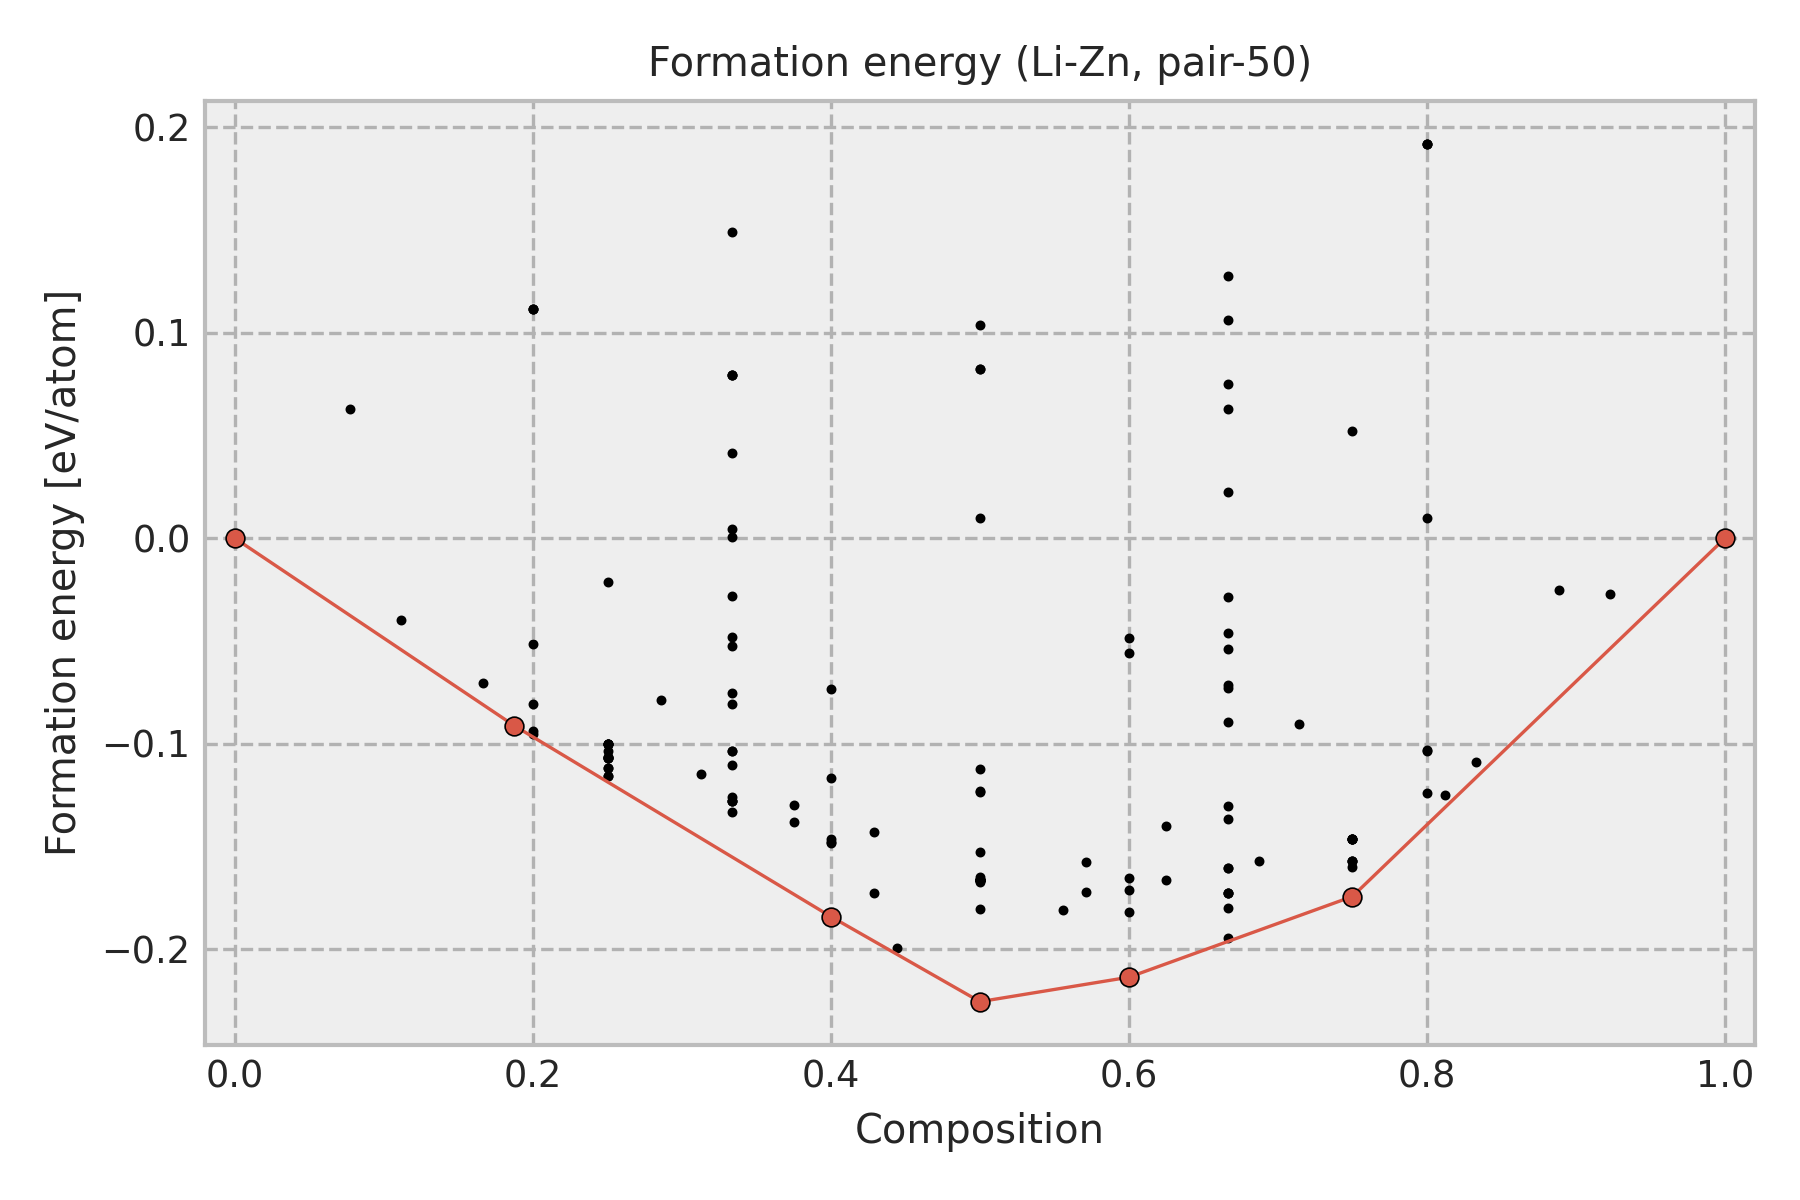 Formation energy (Li-Zn, pair-50)
Formation energy [eV/atom]
0.2
0.1
0.0
−0.1
−0.2
0.0 0.2 0.4 0.6 0.8 1.0
Composition